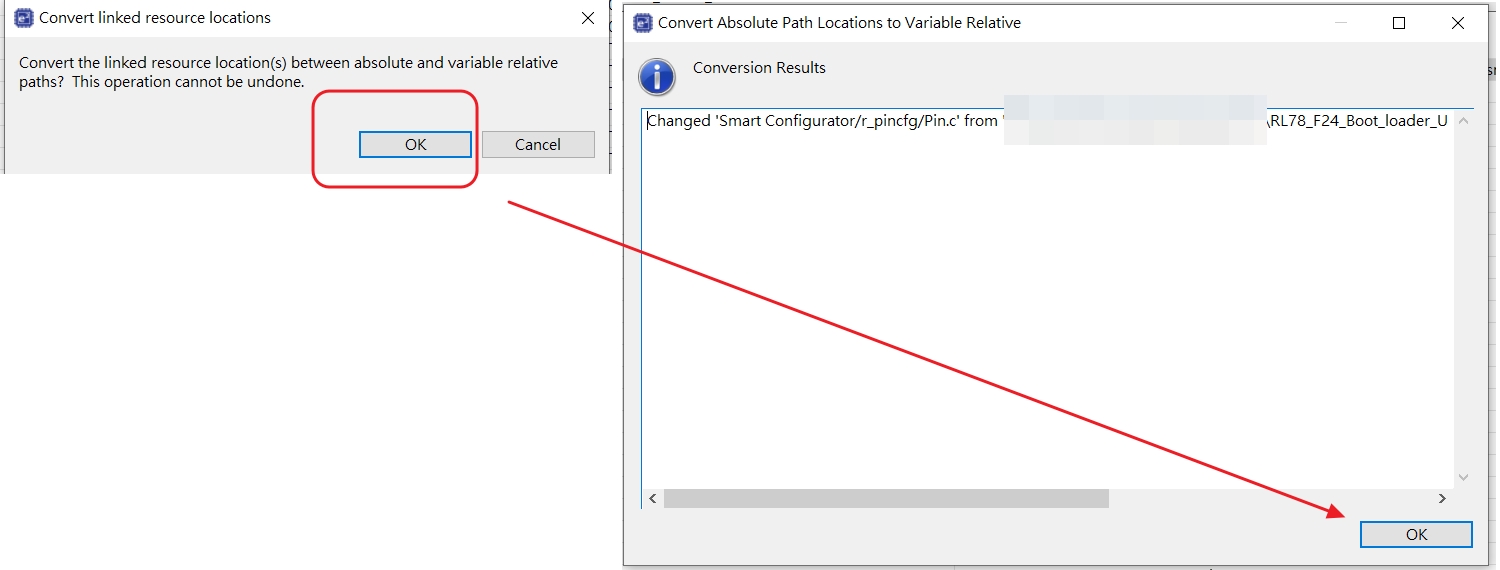 Convert linked resource locations
Convert the linked resource location(s) between absolute and variable relative
paths? This operation cannot be undone.
OK
Cancel
Convert Absolute Path Locations to Variable Relative
Conversion Results
Changed 'Smart Configurator/r_pincfg/Pin.c' from '
\RL78_F24_Boot_loader_U
OK